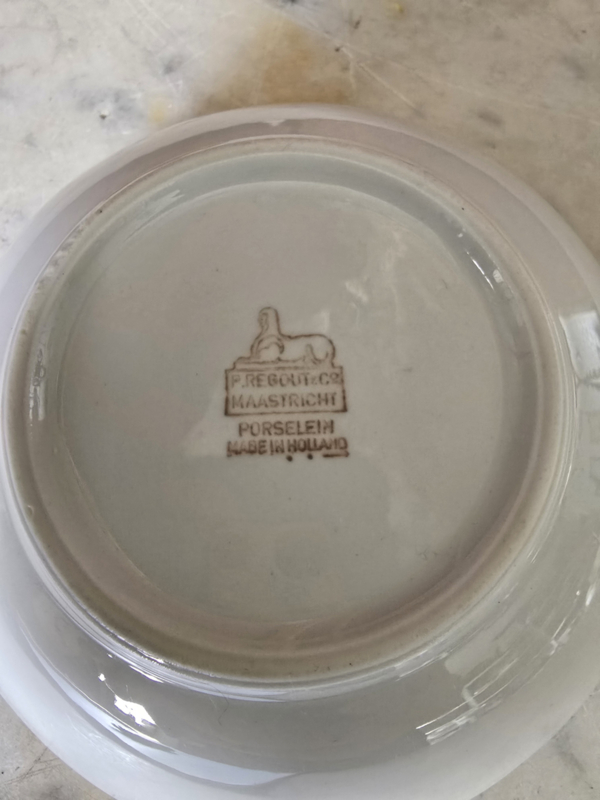 P.REGOUT&CO
MAASTRICHT
PORSELEIN
MADE IN HOLLAND